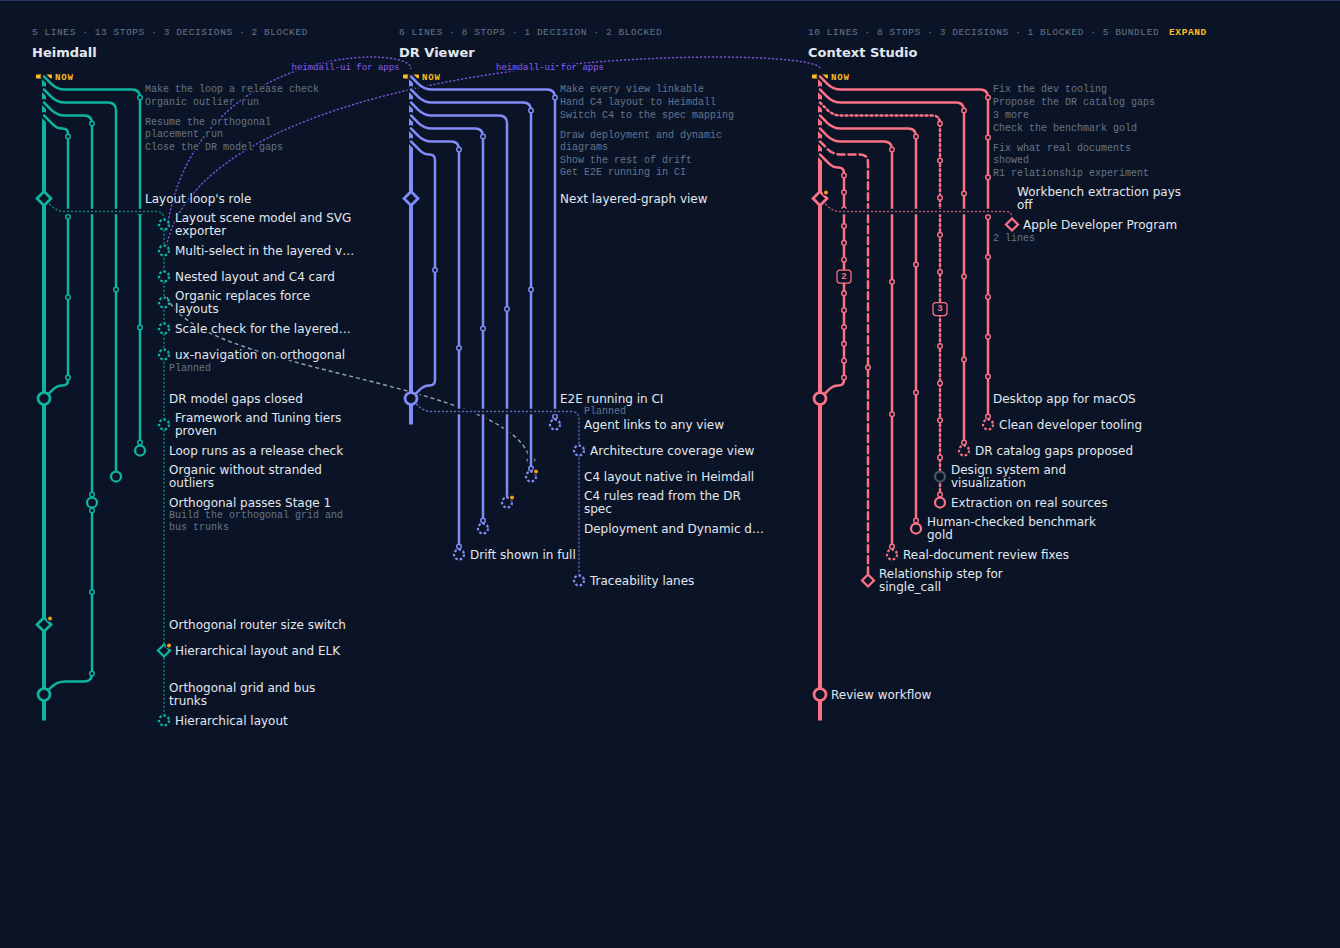 5 LINES · 13 STOPS · 3 DECISIONS · 2 BLOCKED
Heimdall
NOW
heimdall-ui for apps
Make the loop a release check
Organic outlier run
Resume the orthogonal
placement run
Close the DR model gaps
Layout loop's role
Layout scene model and SVG
exporter
Multi-select in the layered v…
Nested layout and C4 card
Organic replaces force
layouts
Scale check for the layered…
ux-navigation on orthogonal
Planned
DR model gaps closed
Framework and Tuning tiers
proven
Loop runs as a release check
Organic without stranded
outliers
Orthogonal passes Stage 1
Build the orthogonal grid and
bus trunks
Orthogonal router size switch
Hierarchical layout and ELK
Orthogonal grid and bus
trunks
Hierarchical layout
6 LINES · 8 STOPS · 1 DECISION · 2 BLOCKED
DR Viewer
NOW
heimdall-ui for apps
Make every view linkable
Hand C4 layout to Heimdall
Switch C4 to the spec mapping
Draw deployment and dynamic
diagrams
Show the rest of drift
Get E2E running in CI
Next layered-graph view
E2E running in CI
Planned
Agent links to any view
Architecture coverage view
C4 layout native in Heimdall
C4 rules read from the DR
spec
Deployment and Dynamic d…
Drift shown in full
Traceability lanes
10 LINES · 8 STOPS · 3 DECISIONS · 1 BLOCKED · 5 BUNDLED EXPAND
Context Studio
NOW
Fix the dev tooling
Propose the DR catalog gaps
3 more
Check the benchmark gold
Fix what real documents
showed
R1 relationship experiment
Workbench extraction pays
off
Apple Developer Program
2 lines
2
3
Desktop app for macOS
Clean developer tooling
DR catalog gaps proposed
Design system and
visualization
Extraction on real sources
Human-checked benchmark
gold
Real-document review fixes
Relationship step for
single_call
Review workflow